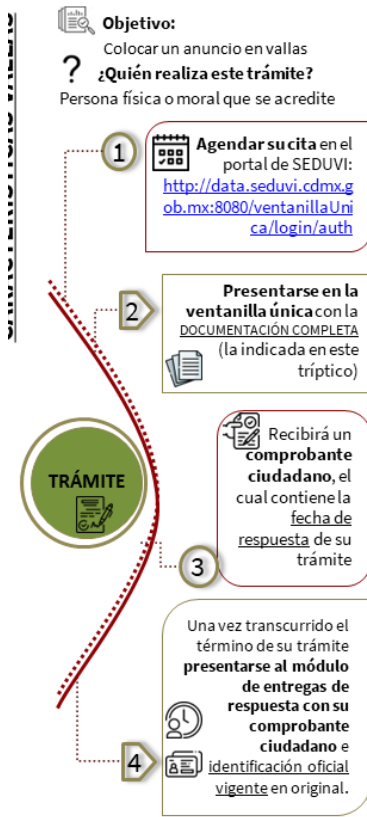 Objetivo:
Colocar un anuncio en vallas
¿Quién realiza este trámite?
Persona física o moral que se acredite
1
Agendar su cita en el
portal de SEDUVI:
http://data.seduvi.cdmx.g
ob.mx:8080/ventanillaUni
ca/login/auth
2
Presentarse en la
ventanilla única con la
DOCUMENTACIÓN COMPLETA
(la indicada en este
tríptico)
TRÁMITE
3
Recibirá un
comprobante
ciudadano, el
cual contiene la
fecha de
respuesta de su
trámite
4
Una vez transcurrido el
término de su trámite
presentarse al módulo
de entregas de
respuesta con su
comprobante
ciudadano e
identificación oficial
vigente en original.